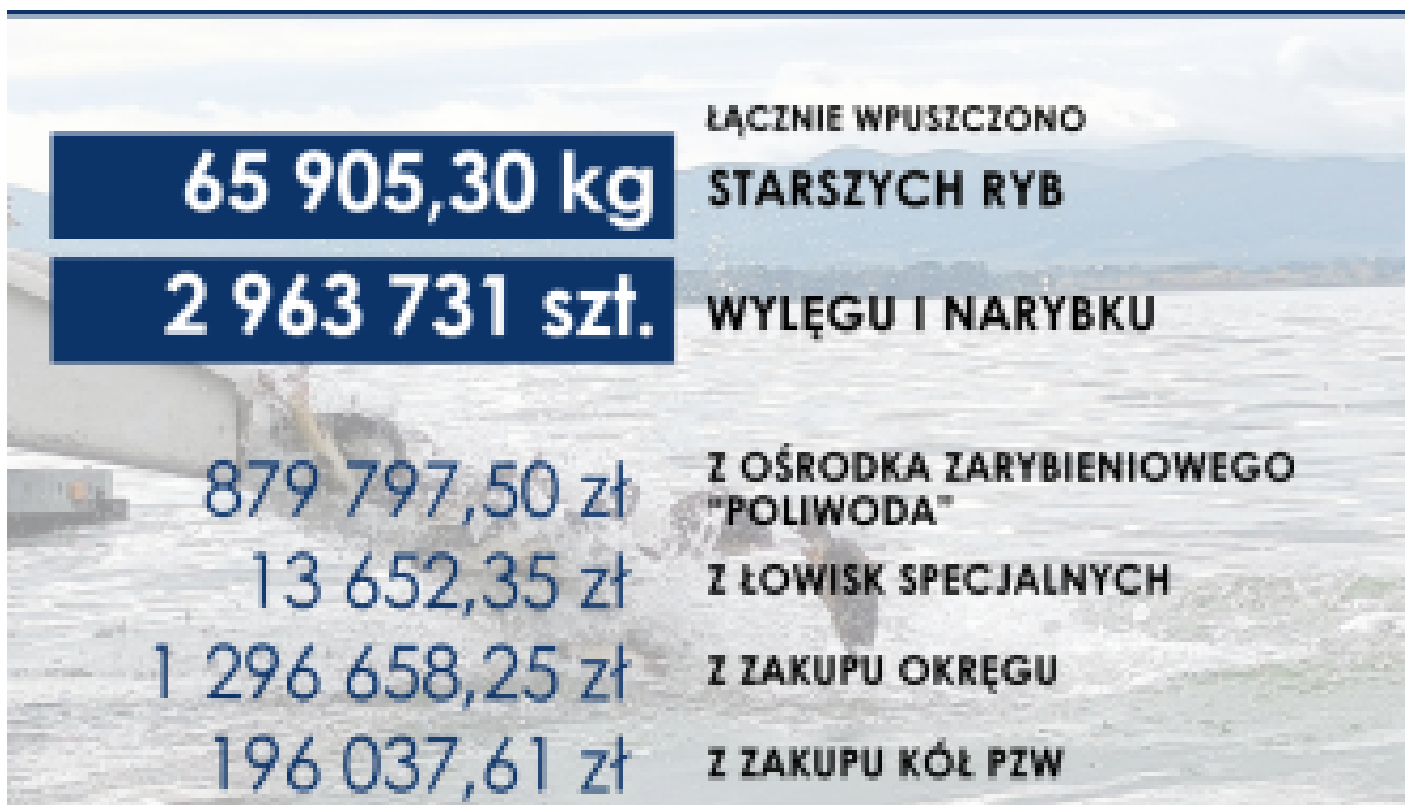 ŁĄCZNIE WPUSZCZONO
65 905,30 kg STARSZYCH RYB
2 963 731 szt. WYLĘGU I NARYBKU
879 797,50 zł Z OŚRODKA ZARYBIENIOWEGO
"POLIWODA"
13 652,35 zł Z ŁOWISK SPECJALNYCH
1 296 658,25 zł Z ZAKUPU OKRĘGU
196 037,61 zł Z ZAKUPU KÓŁ PZW